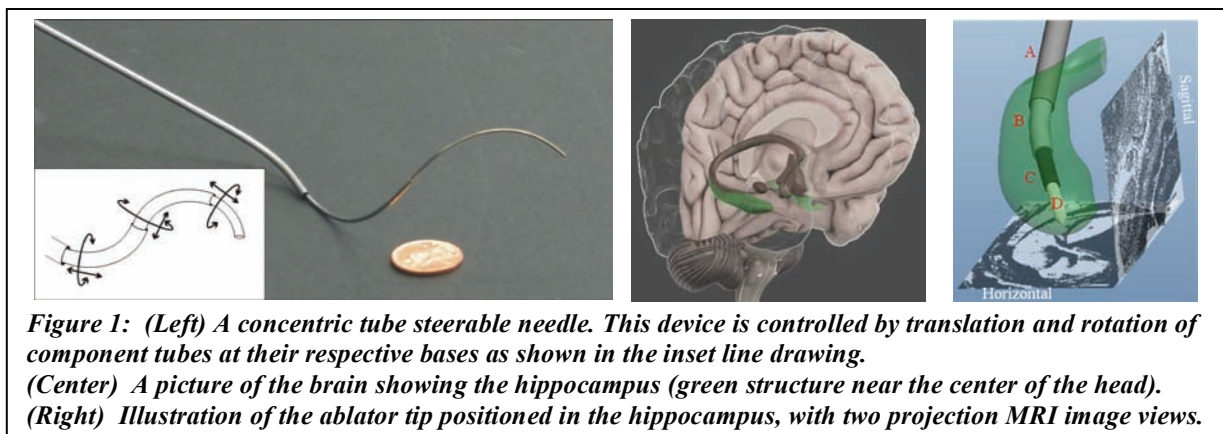 A
B
C
D
Sagittal
Horizontal
Figure 1: (Left) A concentric tube steerable needle. This device is controlled by translation and rotation of
component tubes at their respective bases as shown in the inset line drawing.
(Center) A picture of the brain showing the hippocampus (green structure near the center of the head).
(Right) Illustration of the ablator tip positioned in the hippocampus, with two projection MRI image views.